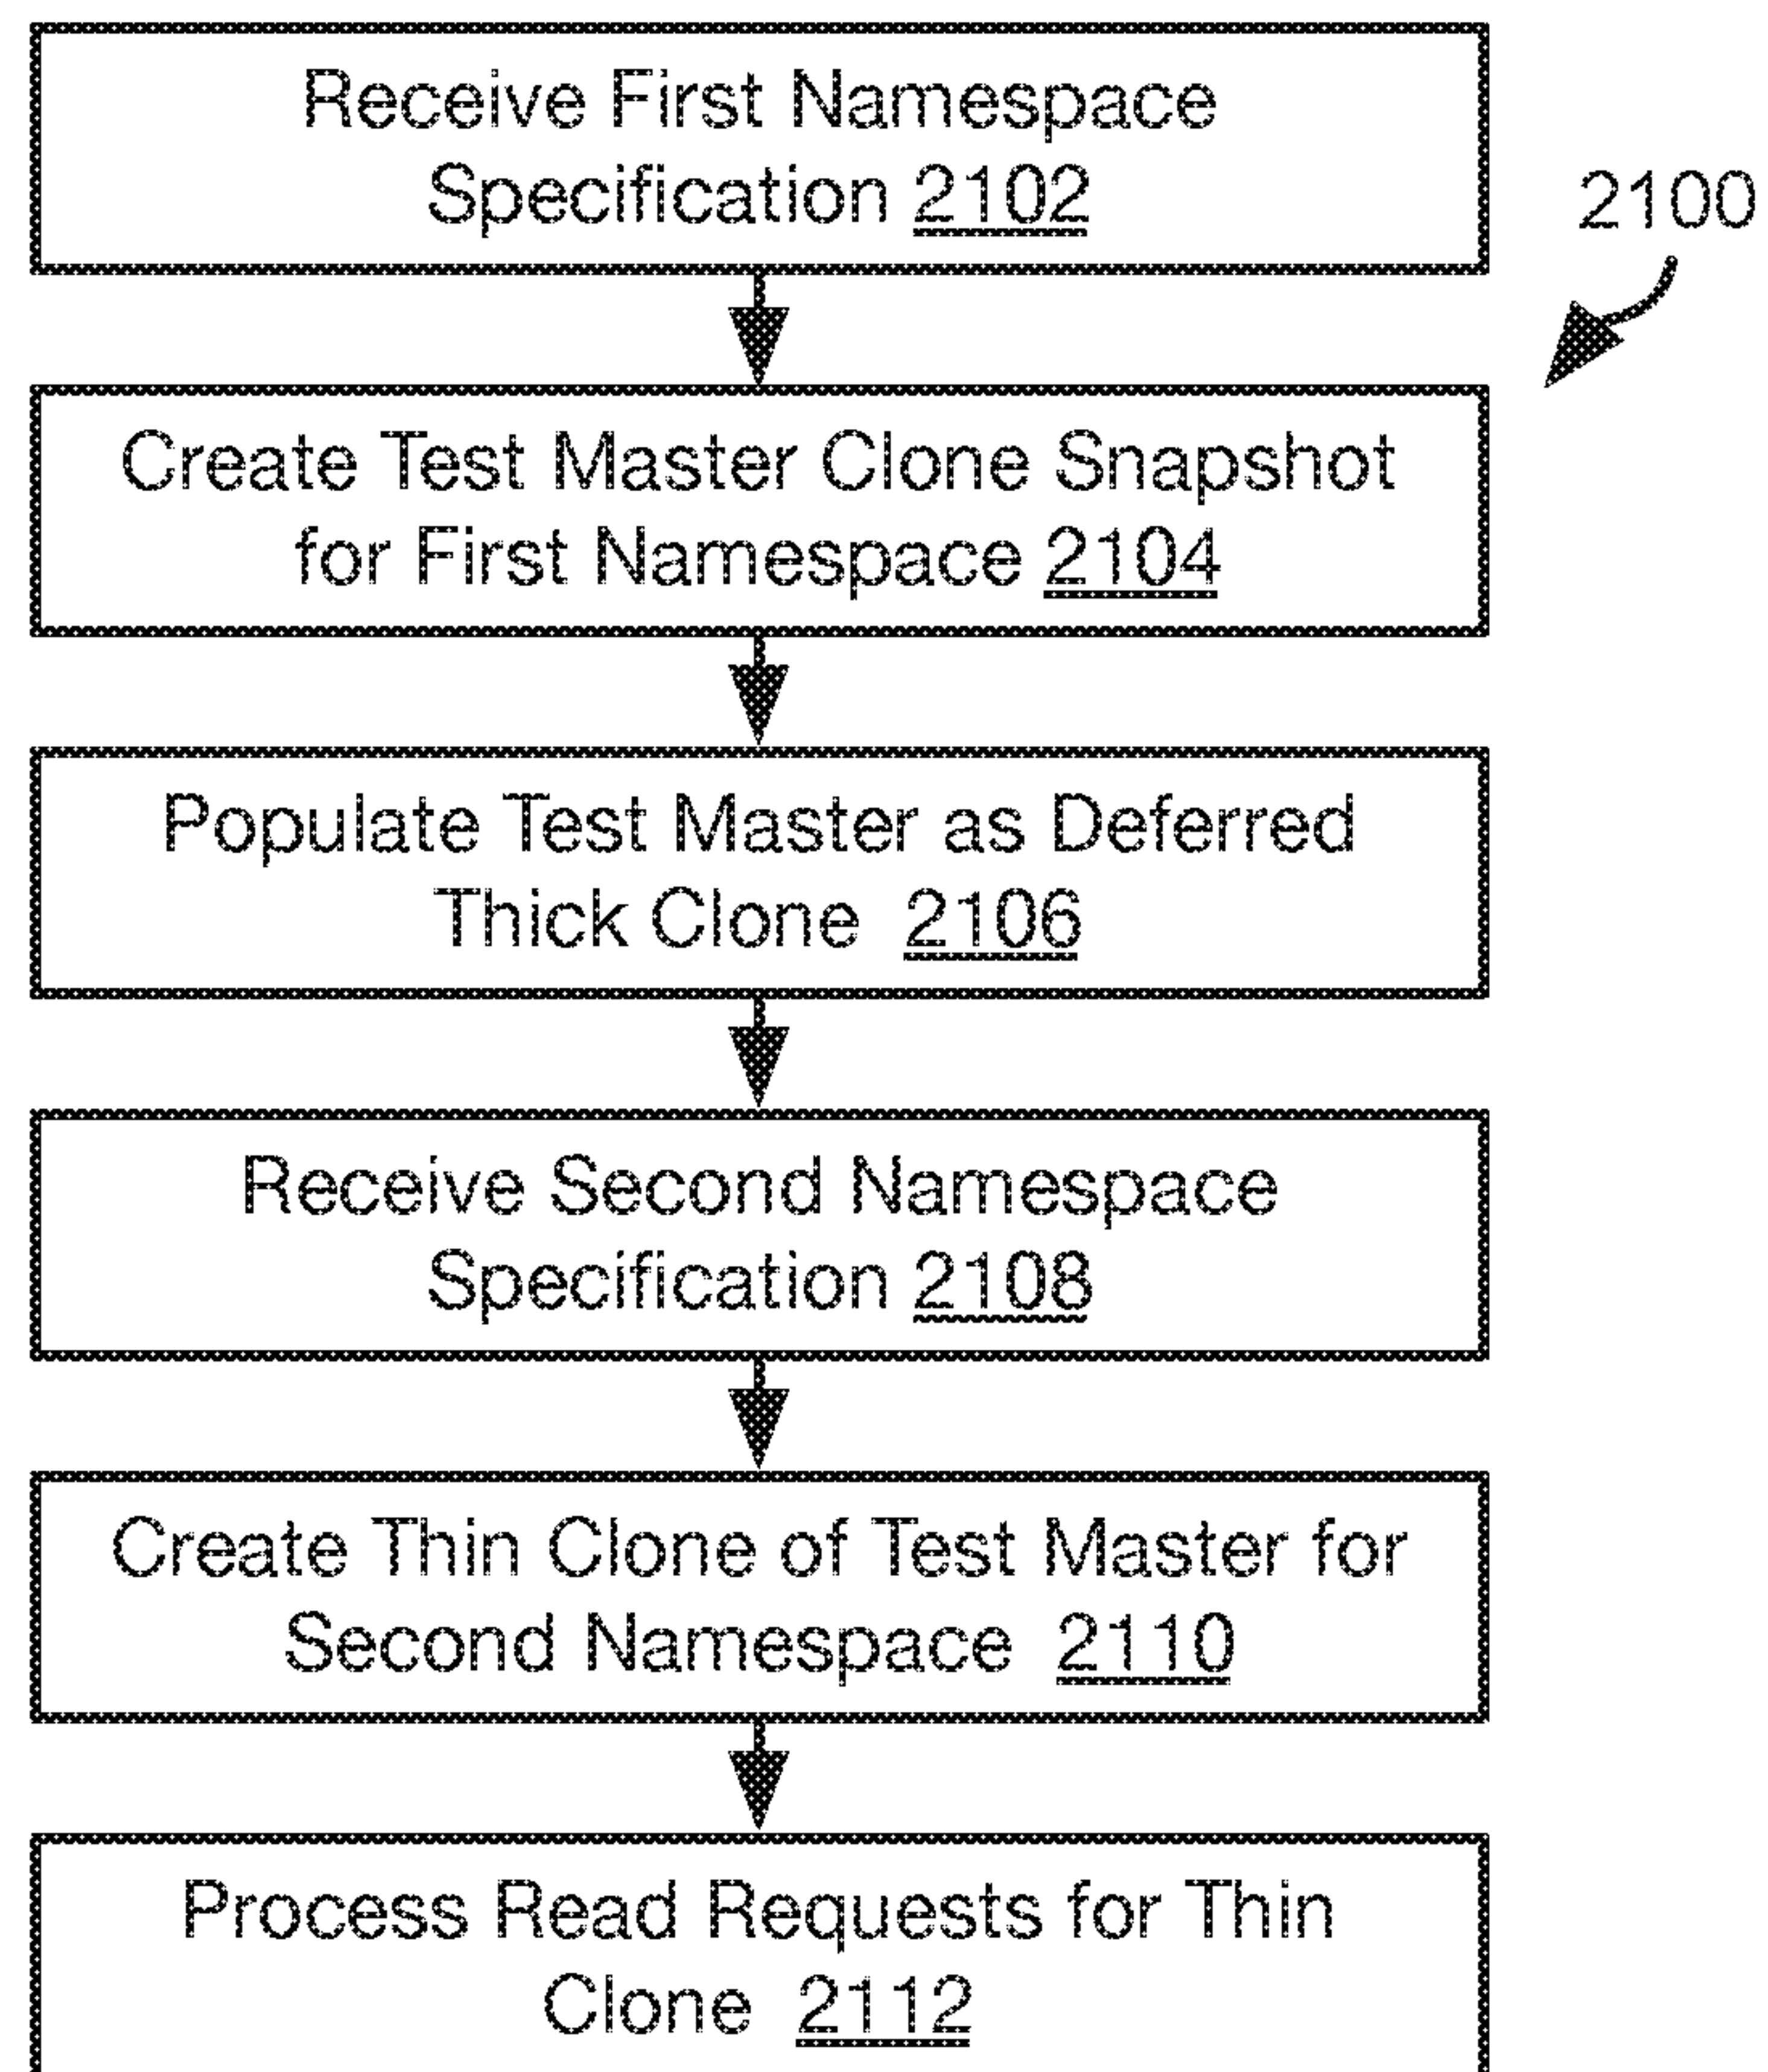 Receive First Namespace
Specification 2102
2100
Create Test Master Clone Snapshot
for First Namespace 2104
Populate Test Master as Deferred
Thick Clone 2106
Receive Second Namespace
Specification 2108
Create Thin Clone of Test Master for
Second Namespace 2110
Process Read Requests for Thin
Clone 2112